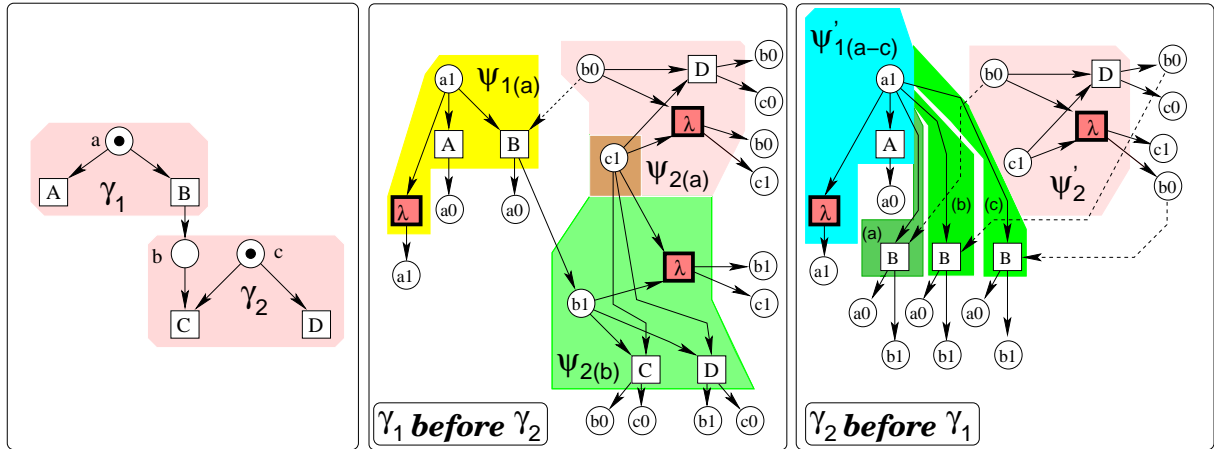 a
A
B
γ1
b
c
C
γ2
D
a1
ψ1(a)
A
B
λ
a0
a0
a1
b0
D
b0
c0
λ
b0
c1
c1
ψ2(a)
λ
b1
c1
b1
ψ2(b)
C
D
b0
c0
b1
c0
γ1 before γ2
ψ'1(a−c)
a1
A
a0
λ
a1
(a)
(b)
(c)
B
B
B
a0
a0
a0
b1
b1
b1
b0
D
b0
c0
λ
c1
c1
b0
ψ'2
γ2 before γ1